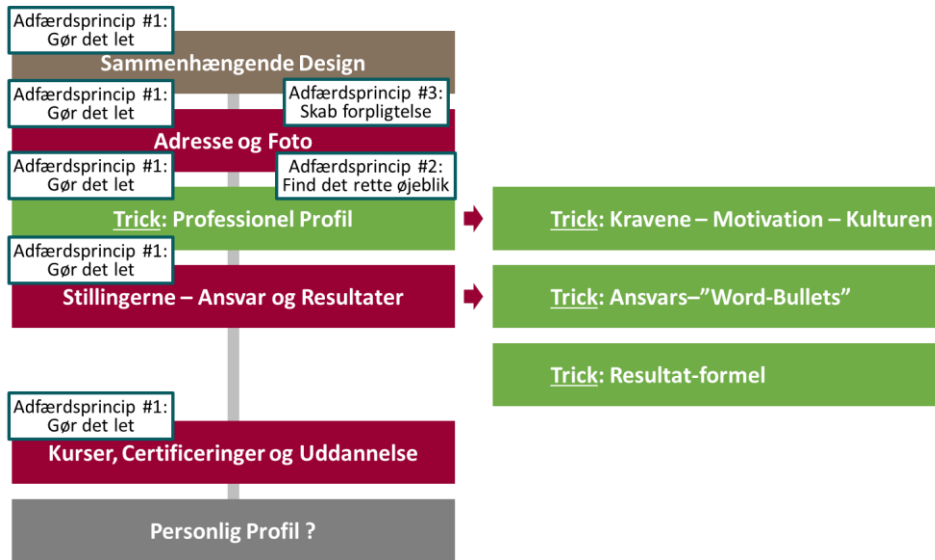 Adfærdsprincip #1:
Gør det let
Sammenhængende Design
Adfærdsprincip #1:
Gør det let
Adfærdsprincip #3:
Skab forpligtelse
Adresse og Foto
Adfærdsprincip #1:
Gør det let
Adfærdsprincip #2:
Find det rette øjeblik
Trick: Professionel Profil
Trick: Kravene – Motivation – Kulturen
Adfærdsprincip #1:
Gør det let
Stillingerne – Ansvar og Resultater
Trick: Ansvars–”Word-Bullets”
Trick: Resultat-formel
Adfærdsprincip #1:
Gør det let
Kurser, Certificeringer og Uddannelse
Personlig Profil ?